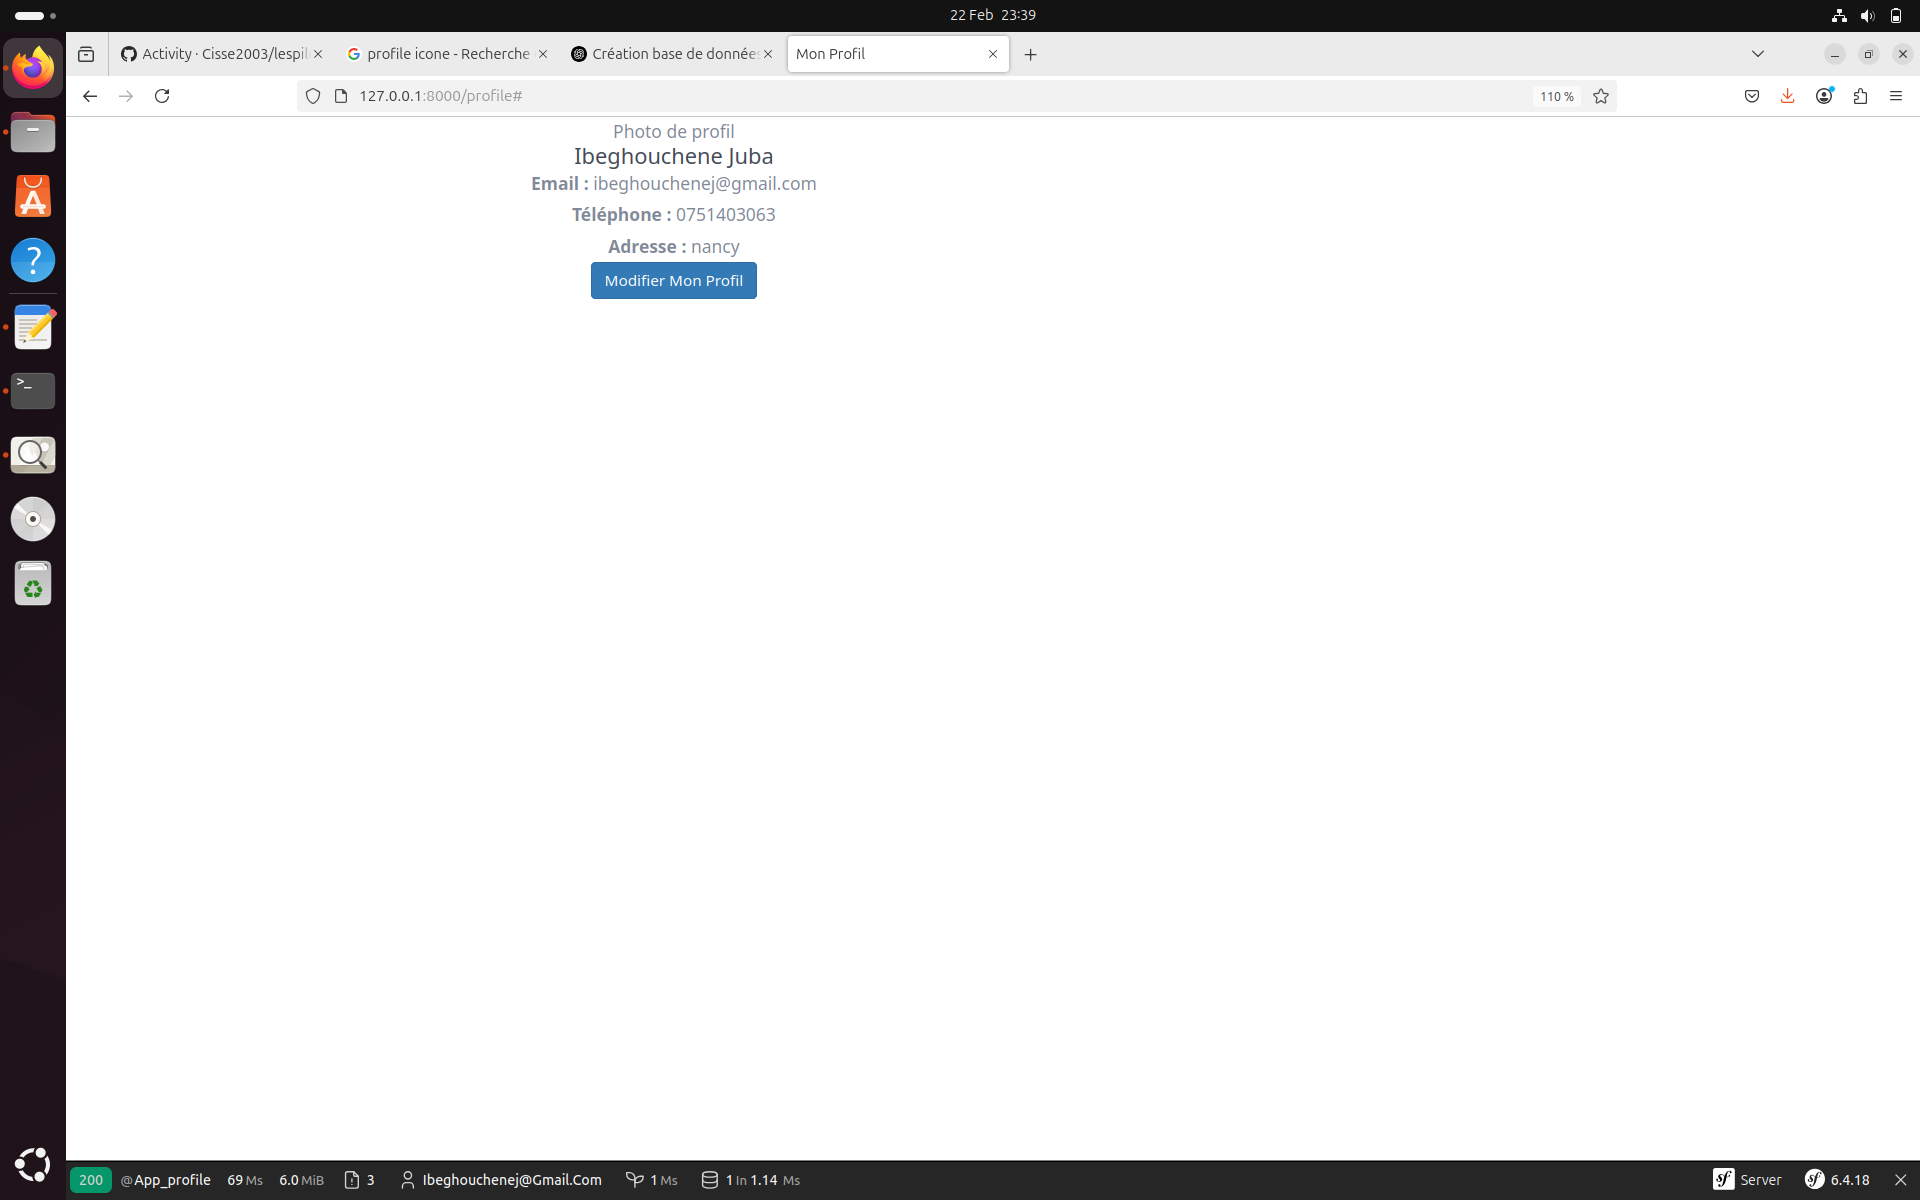 22 Feb 23:39
Activity · Cisse2003/lespil
profile icone - Recherche
Création base de données
Mon Profil
127.0.0.1:8000/profile#
110 %
Photo de profil
Ibeghouchene Juba
Email : ibeghouchenej@gmail.com
Téléphone : 0751403063
Adresse : nancy
Modifier Mon Profil
200 @App_profile 69 Ms 6.0 MiB 3 Ibeghouchenej@Gmail.Com 1 Ms 1 In 1.14 Ms Server 6.4.18